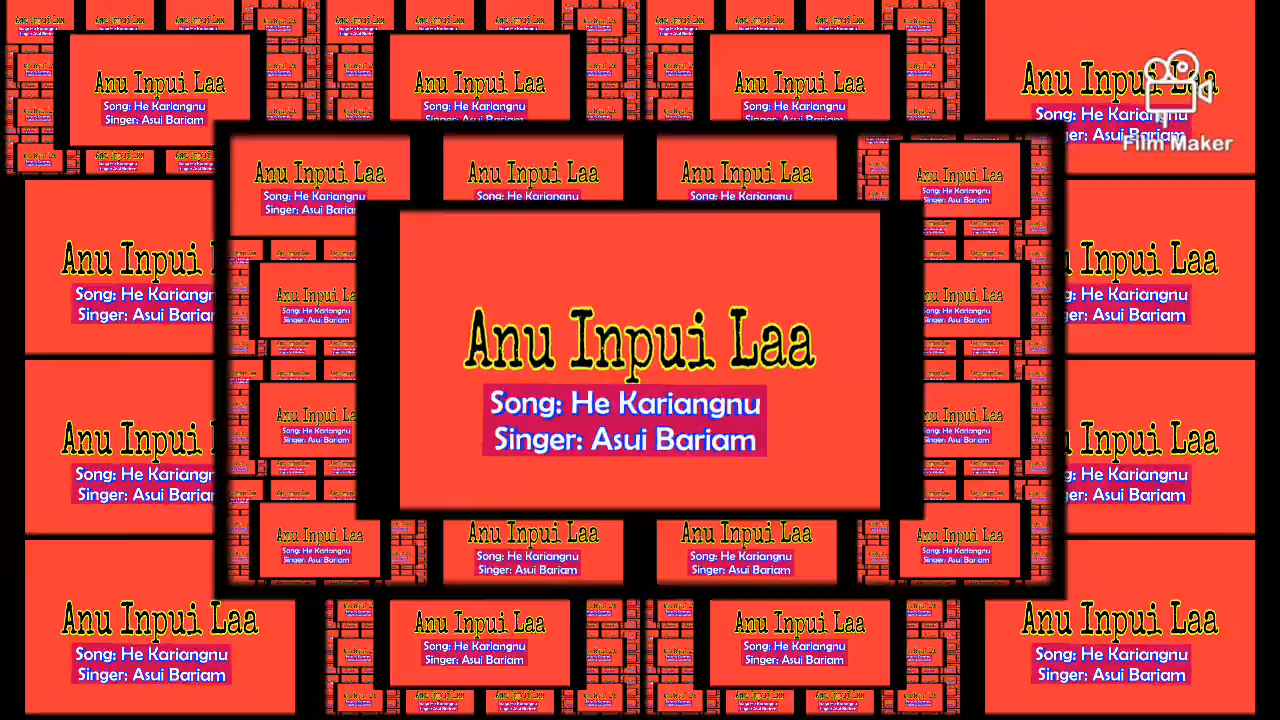 Anu Inpui Laa
Song: He Kariangnu
Singer: Asui Bariam
Film Maker